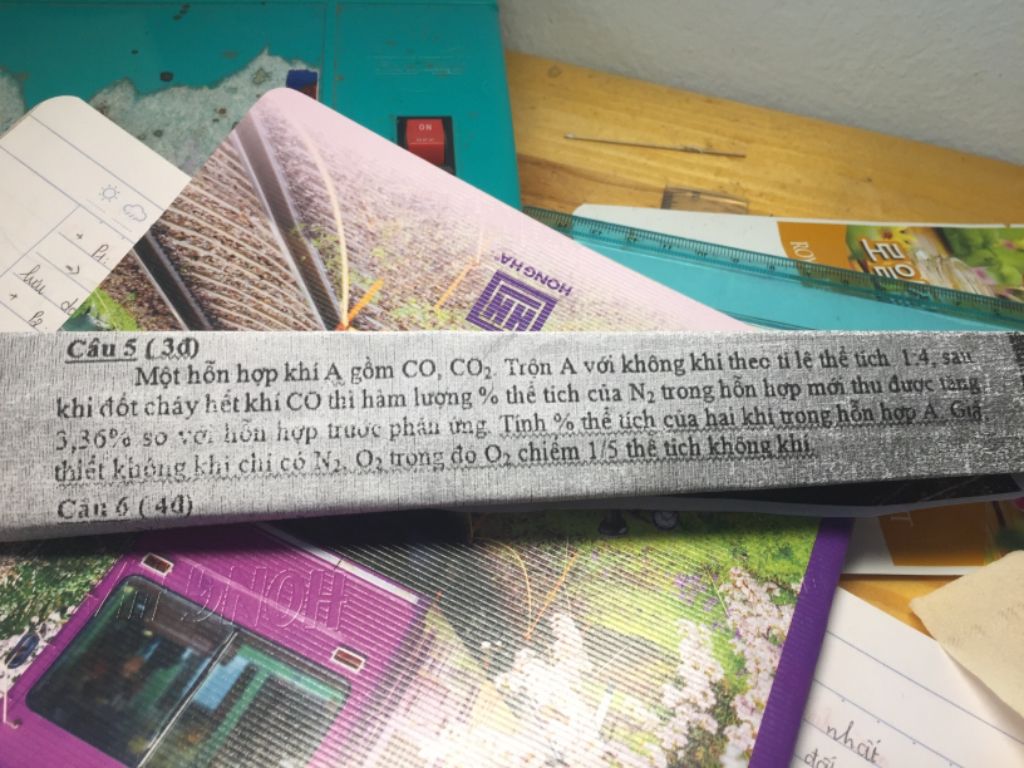 ON
HONG HA
Câu 5 ( 3đ)
Một hỗn hợp khí A gồm CO, CO₂. Trộn A với không khí theo tỉ lệ thể tích 1:4, sau
khi đốt cháy hết khí CO thì hàm lượng % thể tích của N₂ trong hỗn hợp mới thu được tăng
3,36% so với hỗn hợp trước phản ứng. Tính % thể tích của hai khí trong hỗn hợp A. Giả
thiết không khí chỉ có N₂, O₂ trong đó O₂ chiếm 1/5 thể tích không khí.
Câu 6 ( 4đ)
HONG
nhất